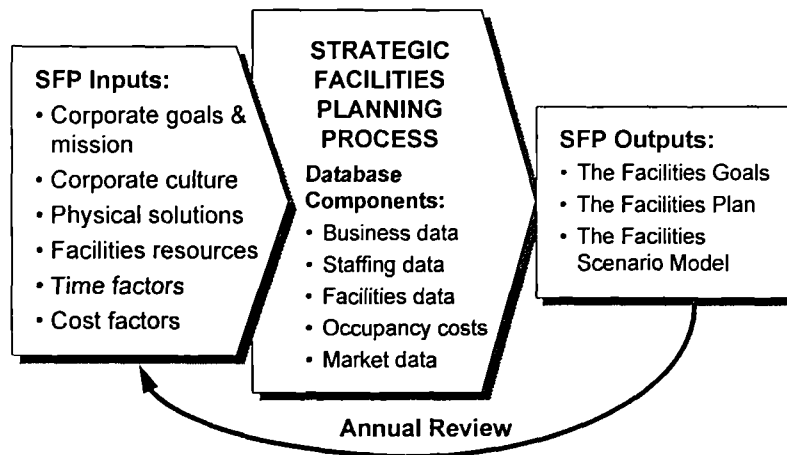 SFP Inputs:
• Corporate goals &
mission
• Corporate culture
• Physical solutions
• Facilities resources
• Time factors
• Cost factors
STRATEGIC
FACILITIES
PLANNING
PROCESS
Database
Components:
• Business data
• Staffing data
• Facilities data
• Occupancy costs
• Market data
SFP Outputs:
• The Facilities Goals
• The Facilities Plan
• The Facilities
Scenario Model
Annual Review